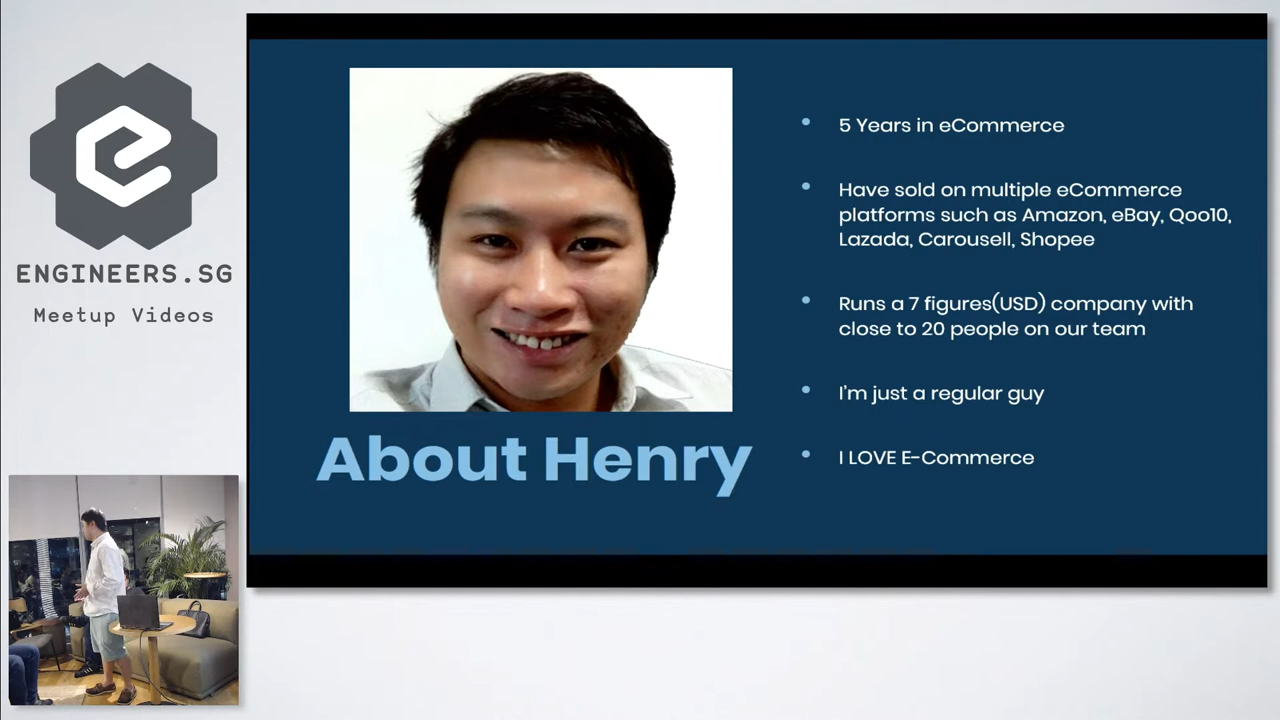 ENGINEERS.SG
Meetup Videos
About Henry
5 Years in eCommerce
Have sold on multiple eCommerce
platforms such as Amazon, eBay, Qoo10,
Lazada, Carousell, Shopee
Runs a 7 figures(USD) company with
close to 20 people on our team
I'm just a regular guy
I LOVE E-Commerce